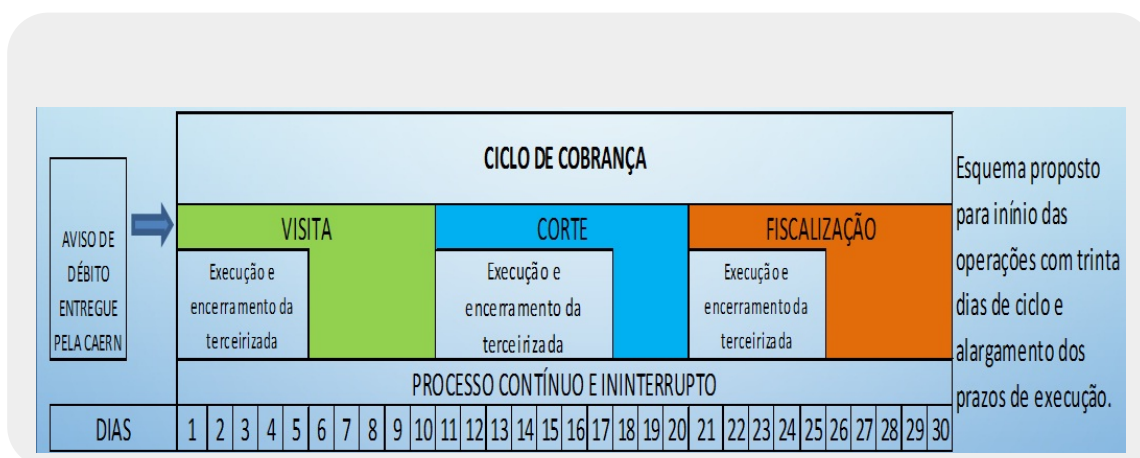 CICLO DE COBRANÇA
AVISO DE
DÉBITO
ENTREGUE
PELA CAERN
VISITA
CORTE
FISCALIZAÇÃO
Execução e
encerramento da
terceirizada
Execução e
encerramento da
terceirizada
Execução e
encerramento da
terceirizada
PROCESSO CONTÍNUO E ININTERRUPTO
DIAS 1 2 3 4 5 6 7 8 9 10 11 12 13 14 15 16 17 18 19 20 21 22 23 24 25 26 27 28 29 30
Esquema proposto
para inínio das
operações com trinta
dias de ciclo e
alargamento dos
prazos de execução.